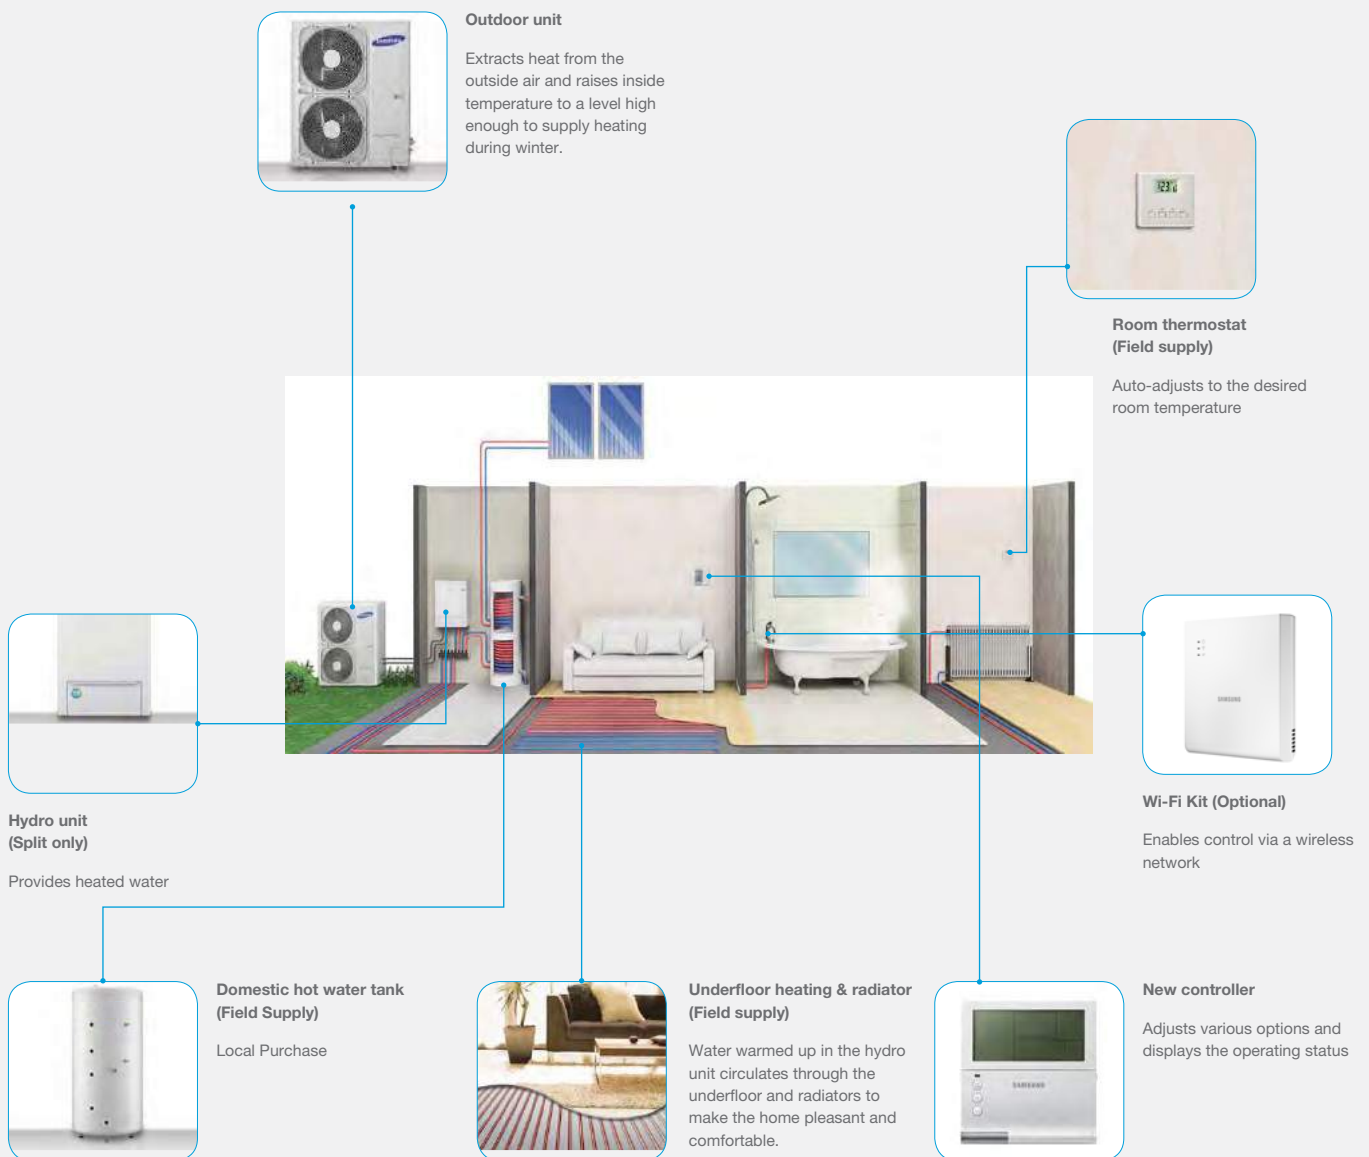 Outdoor unit
Extracts heat from the
outside air and raises inside
temperature to a level high
enough to supply heating
during winter.
SAMSUNG
Room thermostat
(Field supply)
Auto-adjusts to the desired
room temperature
Hydro unit
(Split only)
Provides heated water
SAMSUNG
Wi-Fi Kit (Optional)
Enables control via a wireless
network
Domestic hot water tank
(Field Supply)
Local Purchase
Underfloor heating & radiator
(Field supply)
Water warmed up in the hydro
unit circulates through the
underfloor and radiators to
make the home pleasant and
comfortable.
SAMSUNG
New controller
Adjusts various options and
displays the operating status